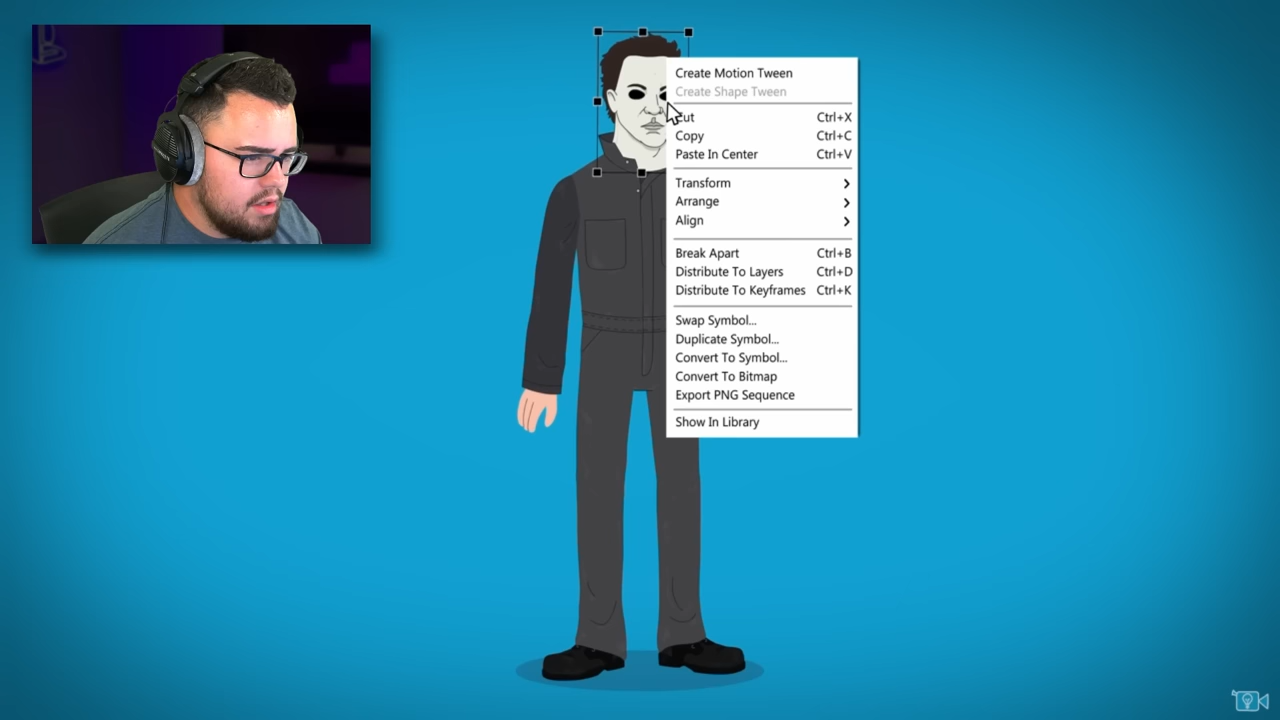 Create Motion Tween
Create Shape Tween
Cut Ctrl+X
Copy Ctrl+C
Paste In Center Ctrl+V
Transform
Arrange
Align
Break Apart Ctrl+B
Distribute To Layers Ctrl+D
Distribute To Keyframes Ctrl+K
Swap Symbol...
Duplicate Symbol...
Convert To Symbol...
Convert To Bitmap
Export PNG Sequence
Show In Library